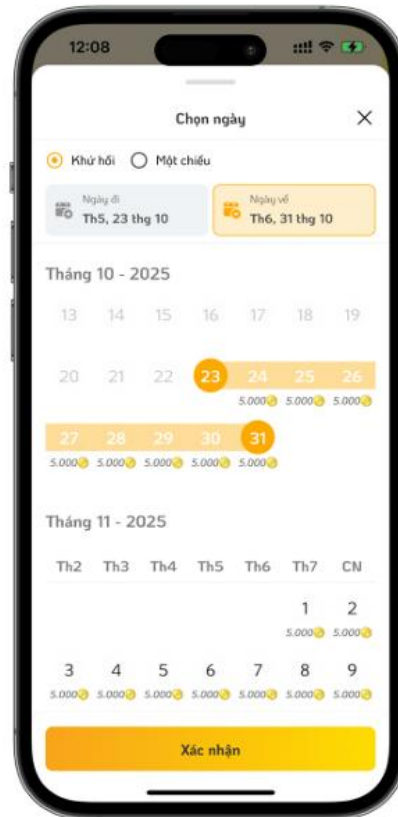 12:08
Chọn ngày
Khứ hồi Một chiều
Ngày đi Ngày về
Th5, 23 thg 10 Th6, 31 thg 10
Tháng 10 - 2025
13 14 15 16 17 18 19
20 21 22 23 24 25 26
5.000 5.000 5.000
27 28 29 30 31
5.000 5.000 5.000 5.000 5.000
Tháng 11 - 2025
Th2 Th3 Th4 Th5 Th6 Th7 CN
1 2
5.000 5.000
3 4 5 6 7 8 9
5.000 5.000 5.000 5.000 5.000 5.000 5.000
Xác nhận